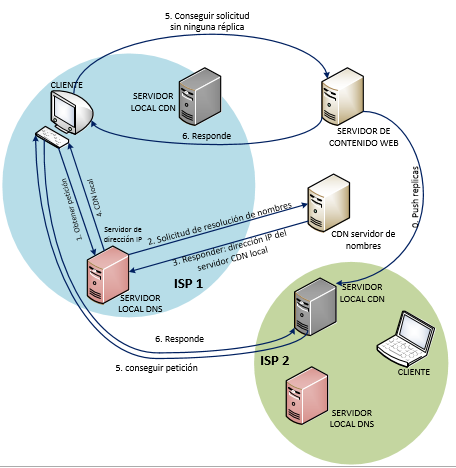 5. Conseguir solicitud
sin ninguna réplica
CLIENTE
SERVIDOR
LOCAL CDN
6. Responde
SERVIDOR DE
CONTENIDO WEB
1. Obtener petición
4. CDN local
0. Push replicas
Servidor de
dirección IP
2. Solicitud de resolución de nombres
3. Responder: dirección IP del
servidor CDN local
CDN servidor de
nombres
ISP 1
SERVIDOR
LOCAL DNS
SERVIDOR
LOCAL CDN
6. Responde
5. conseguir petición
ISP 2
CLIENTE
SERVIDOR
LOCAL DNS